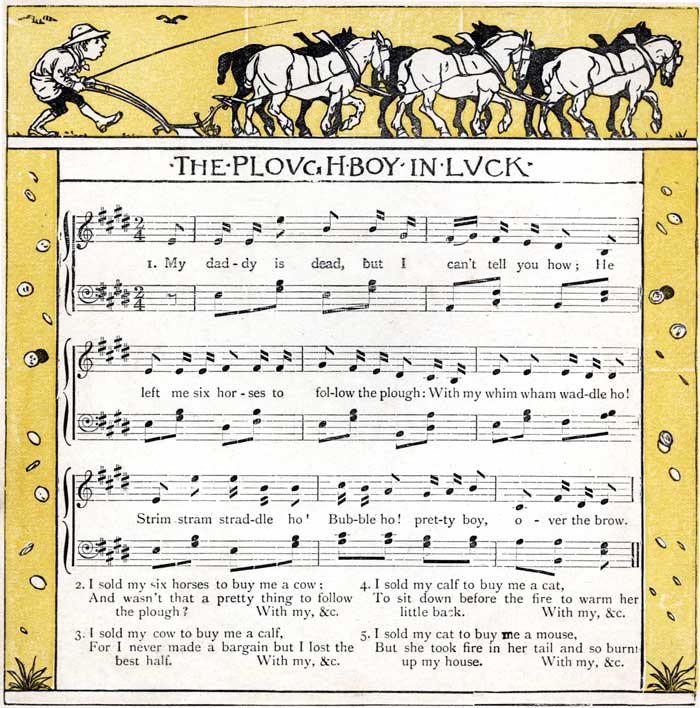 ·THE·PLOVGH·BOY·IN·LVCK·
2/4
1. My dad-dy is dead, but I can't tell you how; He
2/4
left me six hor-ses to fol-low the plough: With my whim wham wad-dle ho!
Strim stram strad-dle ho! Bub-ble ho! pret-ty boy, o-ver the brow.
2. I sold my six horses to buy me a cow;
And wasn't that a pretty thing to follow
the plough? With my, &c.
3. I sold my cow to buy me a calf,
For I never made a bargain but I lost the
best half. With my, &c.
4. I sold my calf to buy me a cat,
To sit down before the fire to warm her
little back. With my, &c.
5. I sold my cat to buy me a mouse,
But she took fire in her tail and so burnt
up my house. With my, &c.